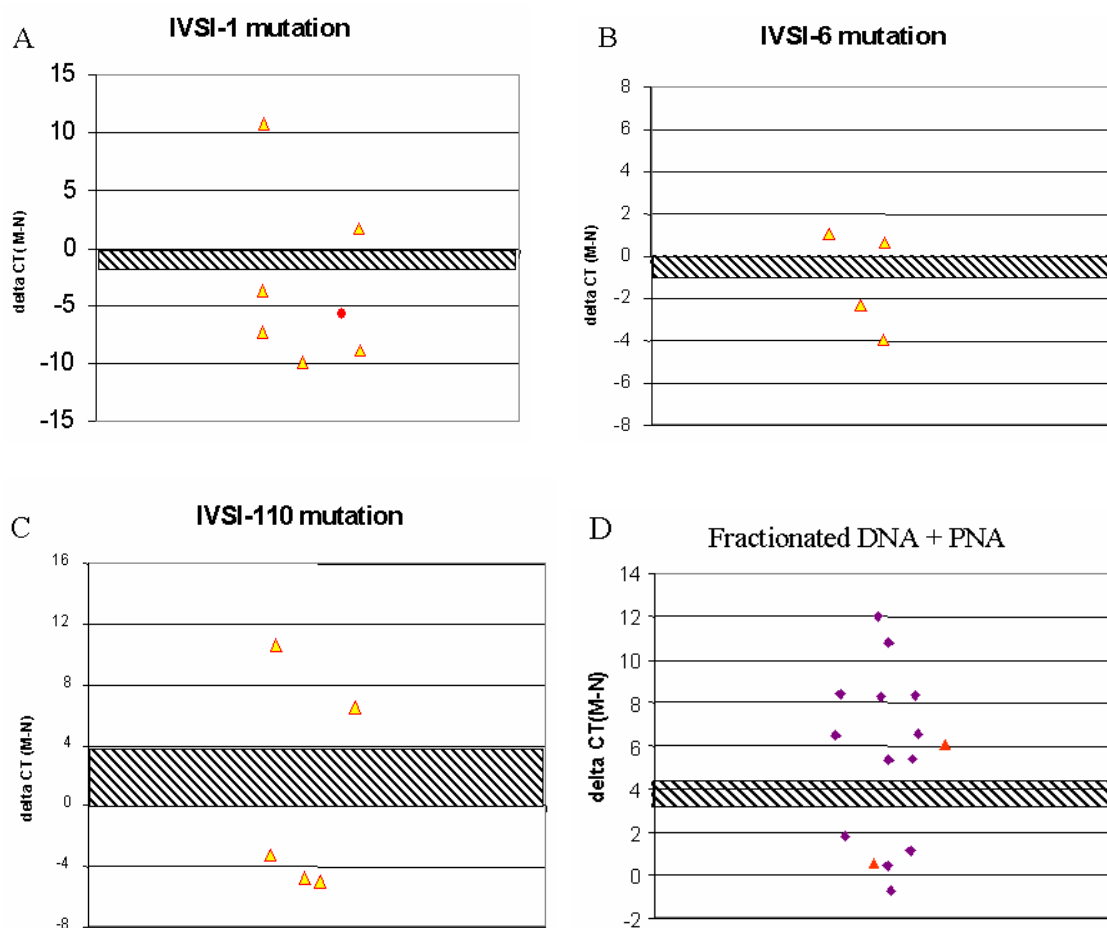 A
IVSI-1 mutation
15
10
5
0
-5
-10
-15
delta CT( M-N)
B
IVSI-6 mutation
8
6
4
2
0
-2
-4
-6
-8
delta CT (M-N)
C
IVSI-110 mutation
16
12
8
4
0
-4
-8
delta CT (M-N)
D
Fractionated DNA + PNA
14
12
10
8
6
4
2
0
-2
delta CT(M-N)